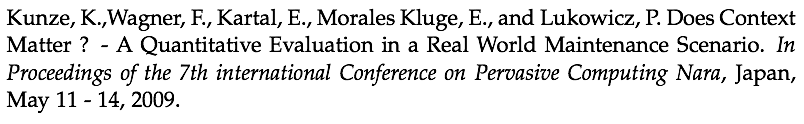 Kunze, K.,Wagner, F., Kartal, E., Morales Kluge, E., and Lukowicz, P. Does Context
Matter ? - A Quantitative Evaluation in a Real World Maintenance Scenario. In
Proceedings of the 7th international Conference on Pervasive Computing Nara, Japan,
May 11 - 14, 2009.